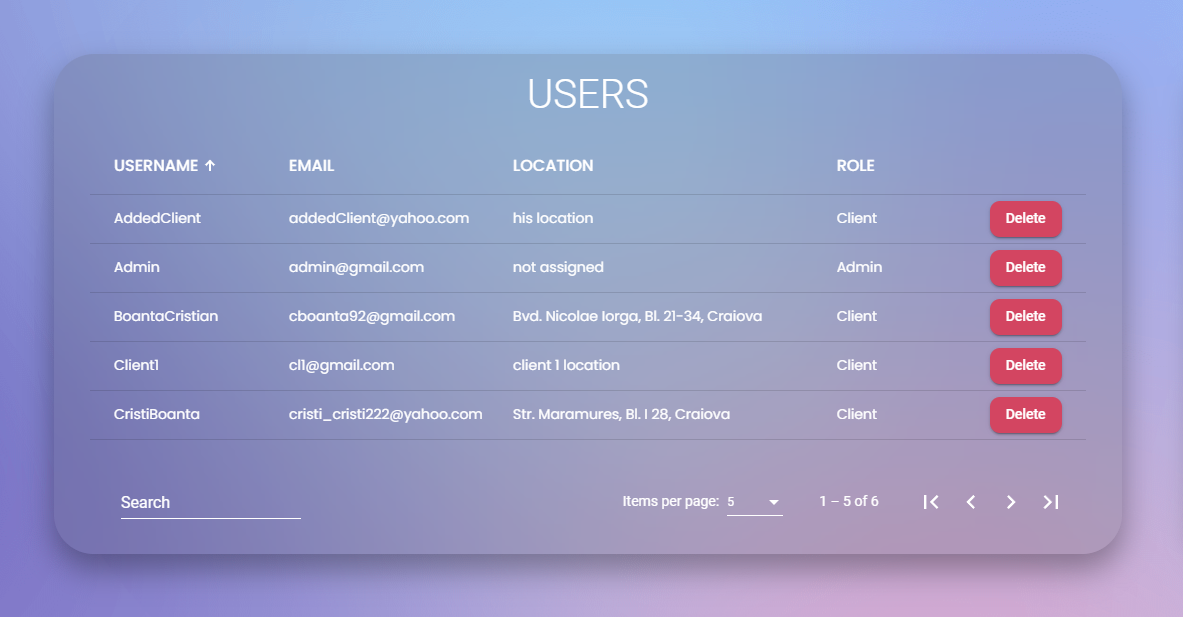 USERS
USERNAME ↑ EMAIL LOCATION ROLE
AddedClient addedClient@yahoo.com his location Client Delete
Admin admin@gmail.com not assigned Admin Delete
BoantaCristian cboanta92@gmail.com Bvd. Nicolae Iorga, Bl. 21-34, Craiova Client Delete
Client1 cl1@gmail.com client 1 location Client Delete
CristiBoanta cristi_cristi222@yahoo.com Str. Maramures, Bl. I 28, Craiova Client Delete
Search Items per page: 5 1 – 5 of 6